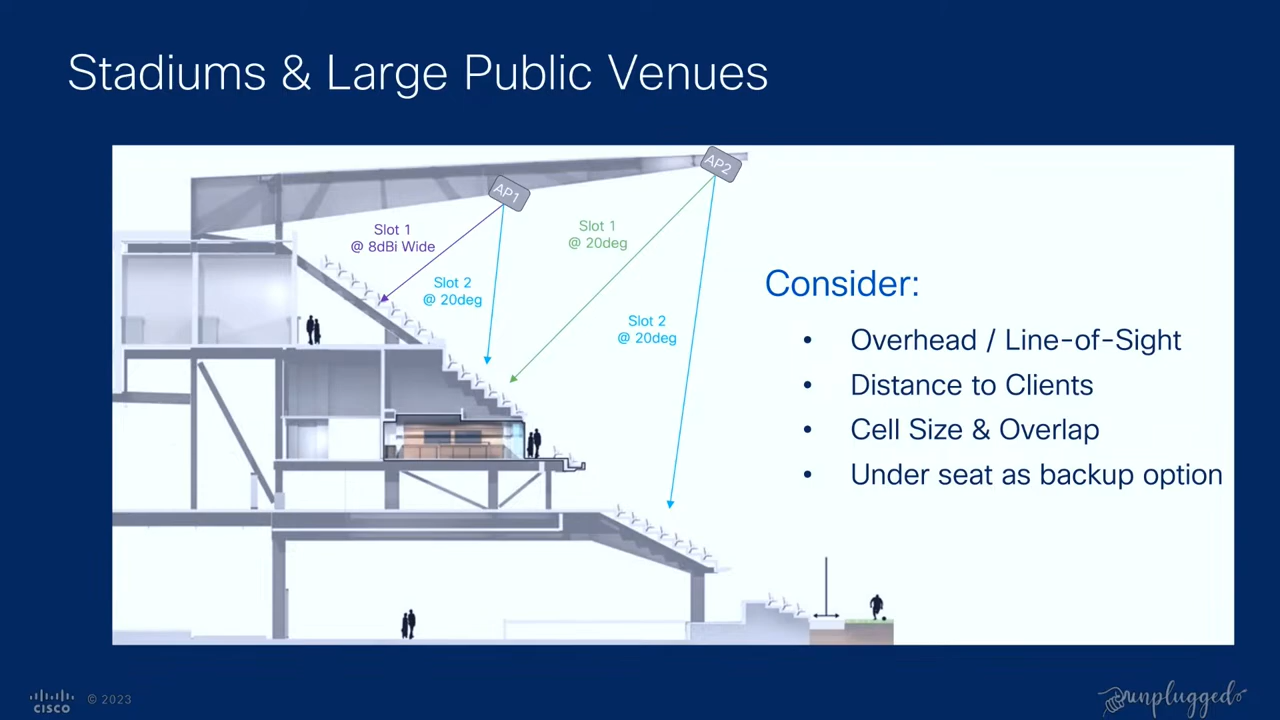 Stadiums & Large Public Venues
AP1
AP2
Slot 1
@ 8dBi Wide
Slot 2
@ 20deg
Slot 1
@ 20deg
Slot 2
@ 20deg
Consider:
• Overhead / Line-of-Sight
• Distance to Clients
• Cell Size & Overlap
• Under seat as backup option
CISCO
© 2023
unplugged